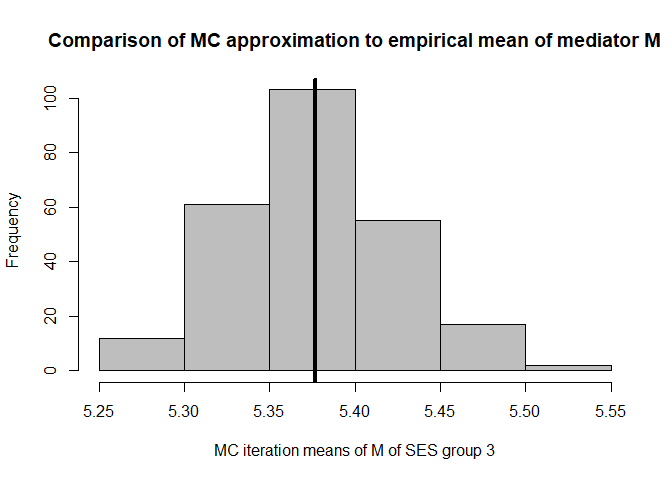 Comparison of MC approximation to empirical mean of mediator M
Frequency
100
80
60
40
20
0
5.25 5.30 5.35 5.40 5.45 5.50 5.55
MC iteration means of M of SES group 3